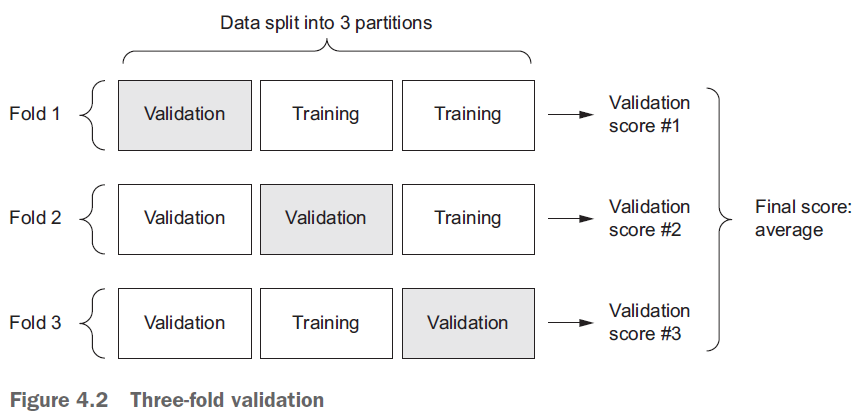 Data split into 3 partitions
Fold 1
Validation
Training
Training
Validation
score #1
Fold 2
Validation
Validation
Training
Validation
score #2
Final score:
average
Fold 3
Validation
Training
Validation
Validation
score #3
Figure 4.2 Three-fold validation